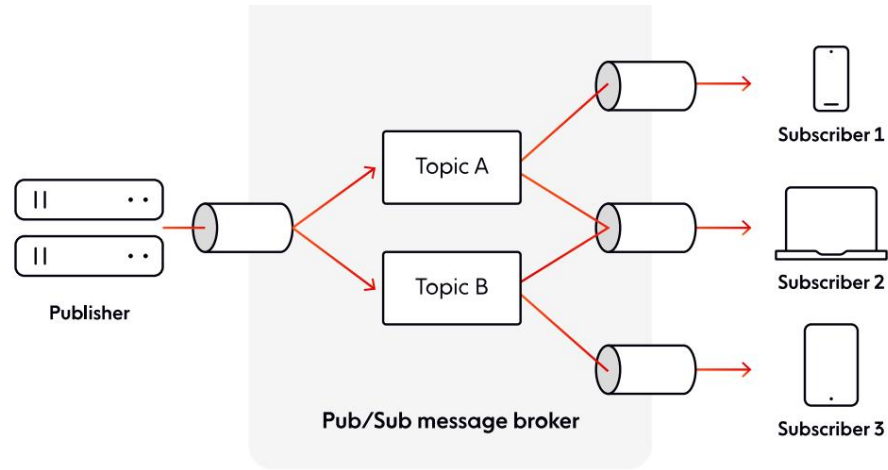 Subscriber 1
Topic A
Topic B
Subscriber 2
Publisher
Pub/Sub message broker
Subscriber 3